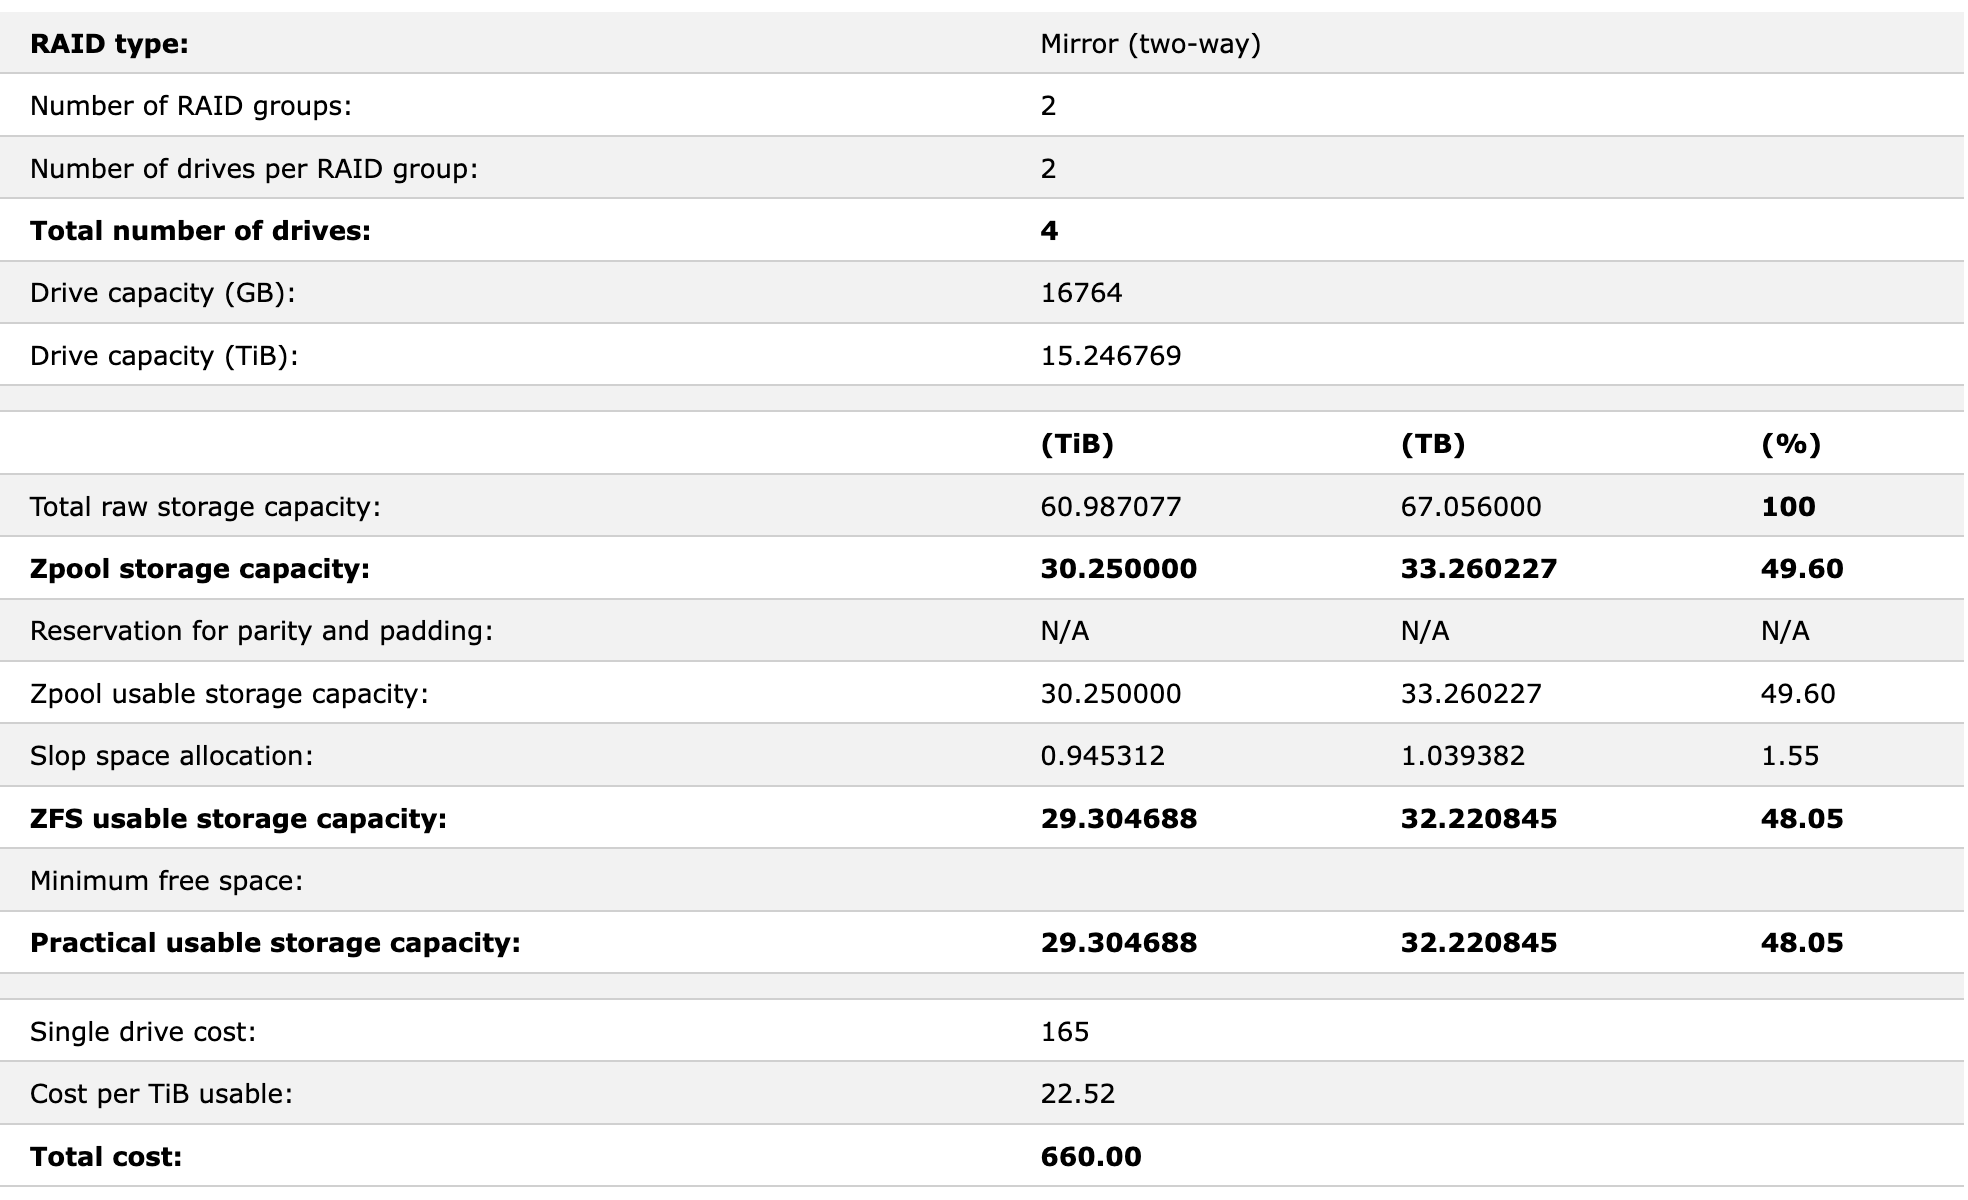 RAID type: Mirror (two-way)
Number of RAID groups: 2
Number of drives per RAID group: 2
Total number of drives: 4
Drive capacity (GB): 16764
Drive capacity (TiB): 15.246769
(TiB) (TB) (%)
Total raw storage capacity: 60.987077 67.056000 100
Zpool storage capacity: 30.250000 33.260227 49.60
Reservation for parity and padding: N/A N/A N/A
Zpool usable storage capacity: 30.250000 33.260227 49.60
Slop space allocation: 0.945312 1.039382 1.55
ZFS usable storage capacity: 29.304688 32.220845 48.05
Minimum free space:
Practical usable storage capacity: 29.304688 32.220845 48.05
Single drive cost: 165
Cost per TiB usable: 22.52
Total cost: 660.00